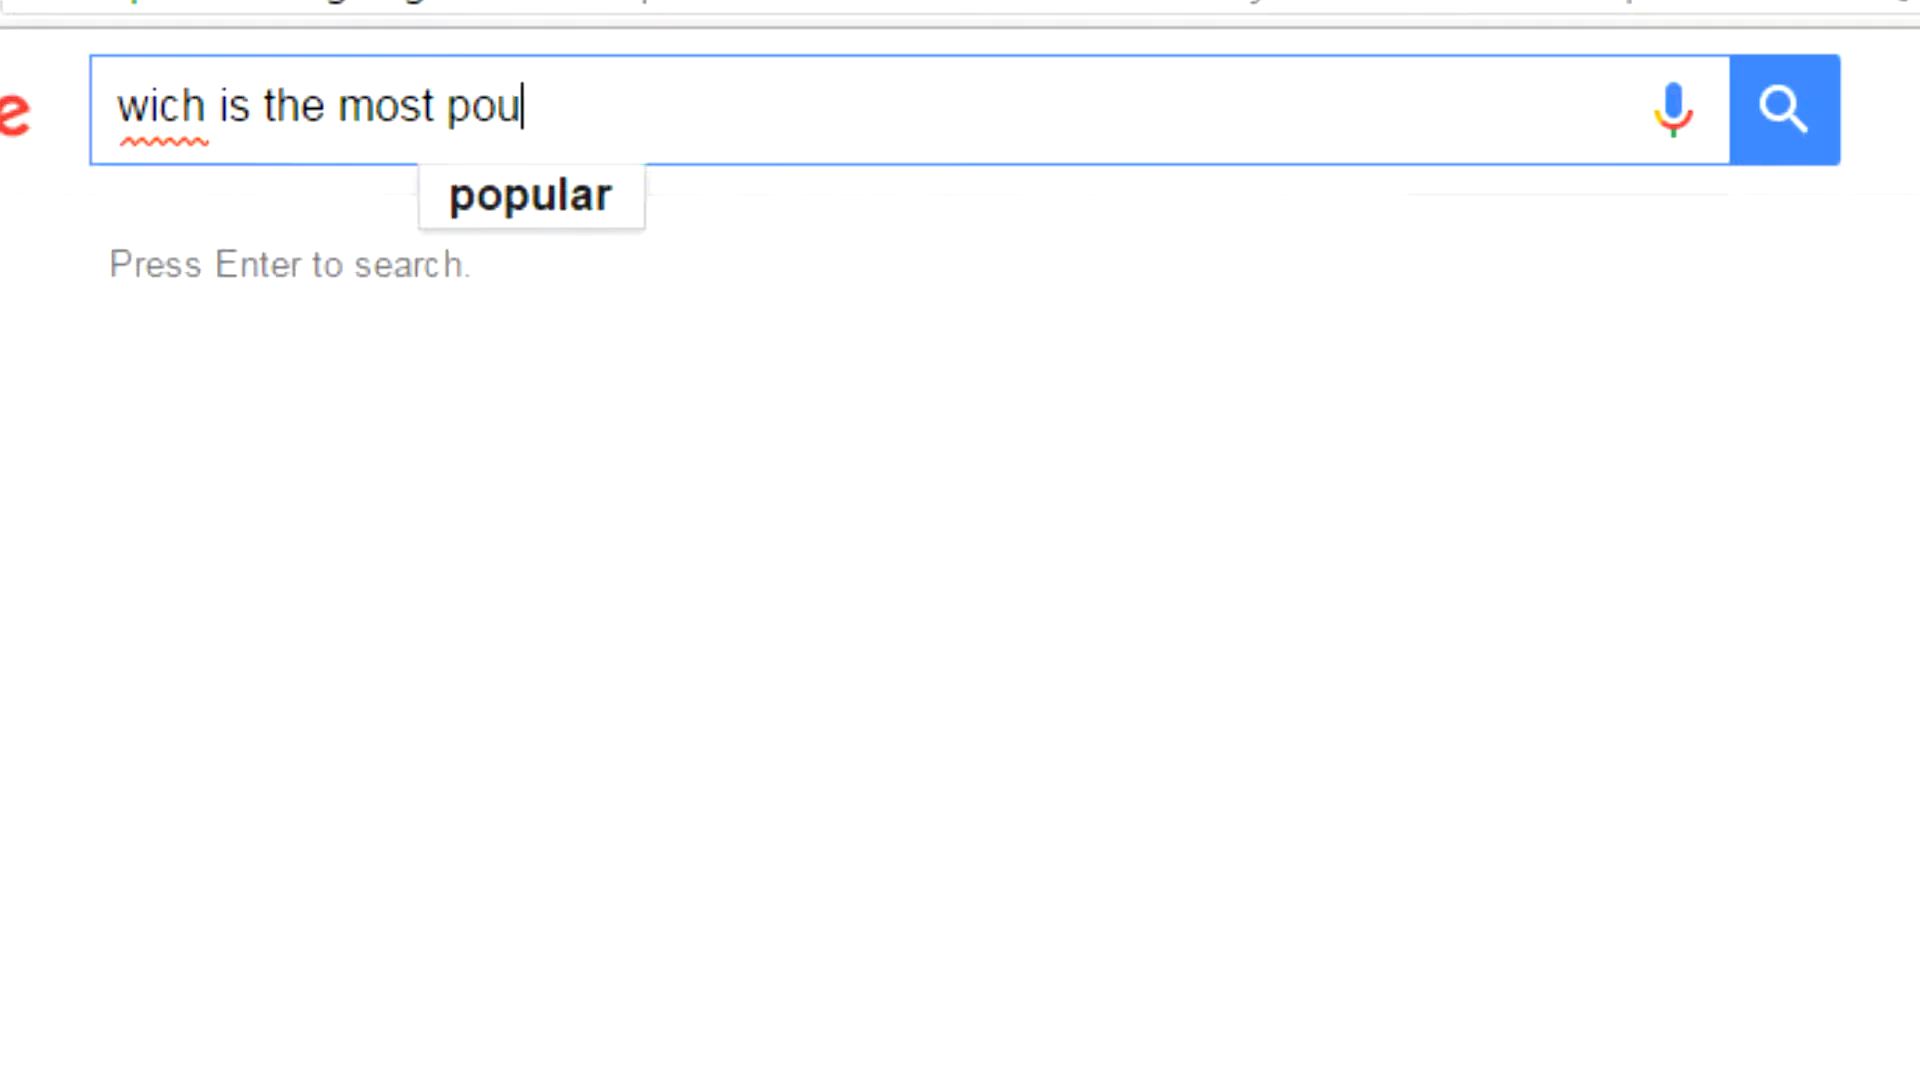 e
wich is the most pou
popular
Press Enter to search.